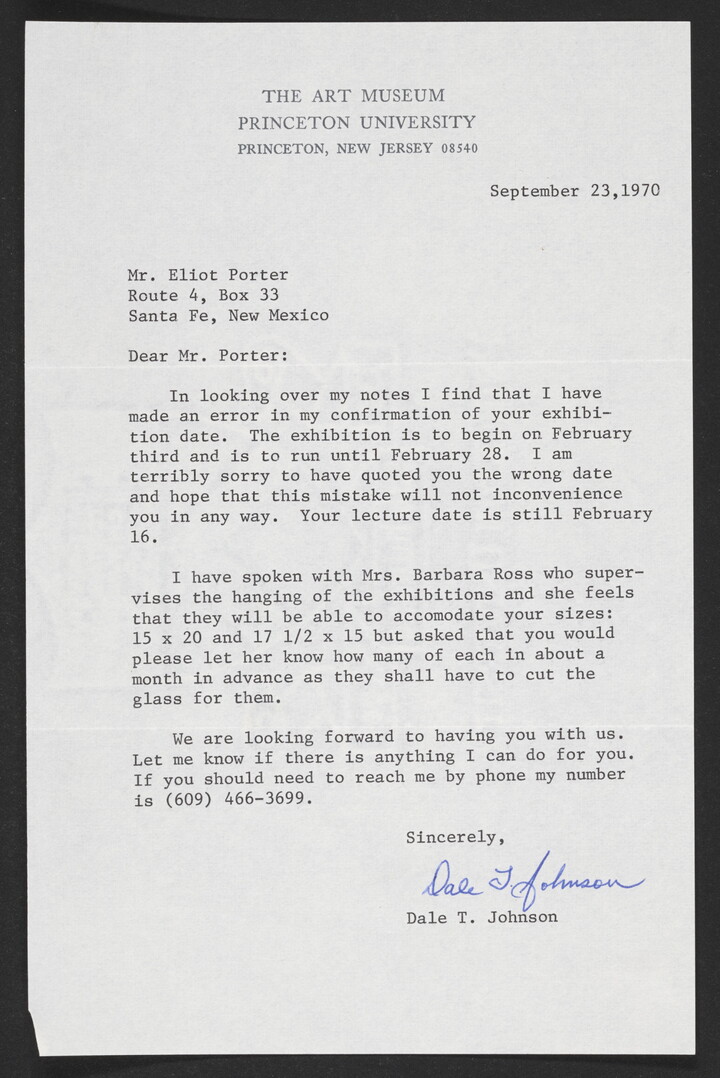 THE ART MUSEUM
PRINCETON UNIVERSITY
PRINCETON, NEW JERSEY 08540
September 23,1970
Mr. Eliot Porter
Route 4, Box 33
Santa Fe, New Mexico
Dear Mr. Porter:
In looking over my notes I find that I have
made an error in my confirmation of your exhibi-
tion date. The exhibition is to begin on February
third and is to run until February 28. I am
terribly sorry to have quoted you the wrong date
and hope that this mistake will not inconvenience
you in any way. Your lecture date is still February
16.
I have spoken with Mrs. Barbara Ross who super-
vises the hanging of the exhibitions and she feels
that they will be able to accomodate your sizes:
15 x 20 and 17 1/2 x 15 but asked that you would
please let her know how many of each in about a
month in advance as they shall have to cut the
glass for them.
We are looking forward to having you with us.
Let me know if there is anything I can do for you.
If you should need to reach me by phone my number
is (609) 466-3699.
Sincerely,
Dale T. Johnson
Dale T. Johnson